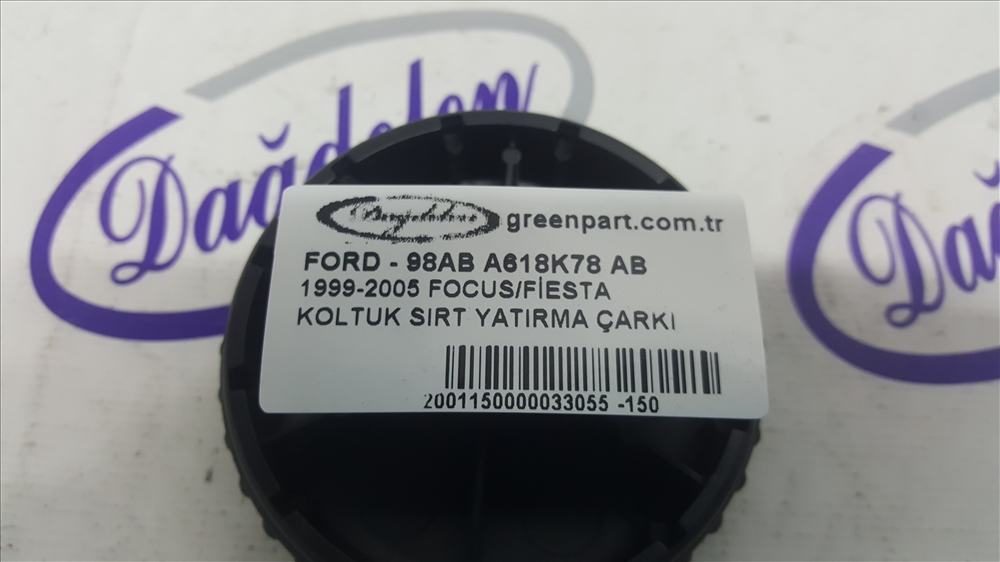 Dağdelen
greenpart.com.tr
FORD - 98AB A618K78 AB
1999-2005 FOCUS/FİESTA
KOLTUK SIRT YATIRMA ÇARKI
2001150000033055 -150
Dağ